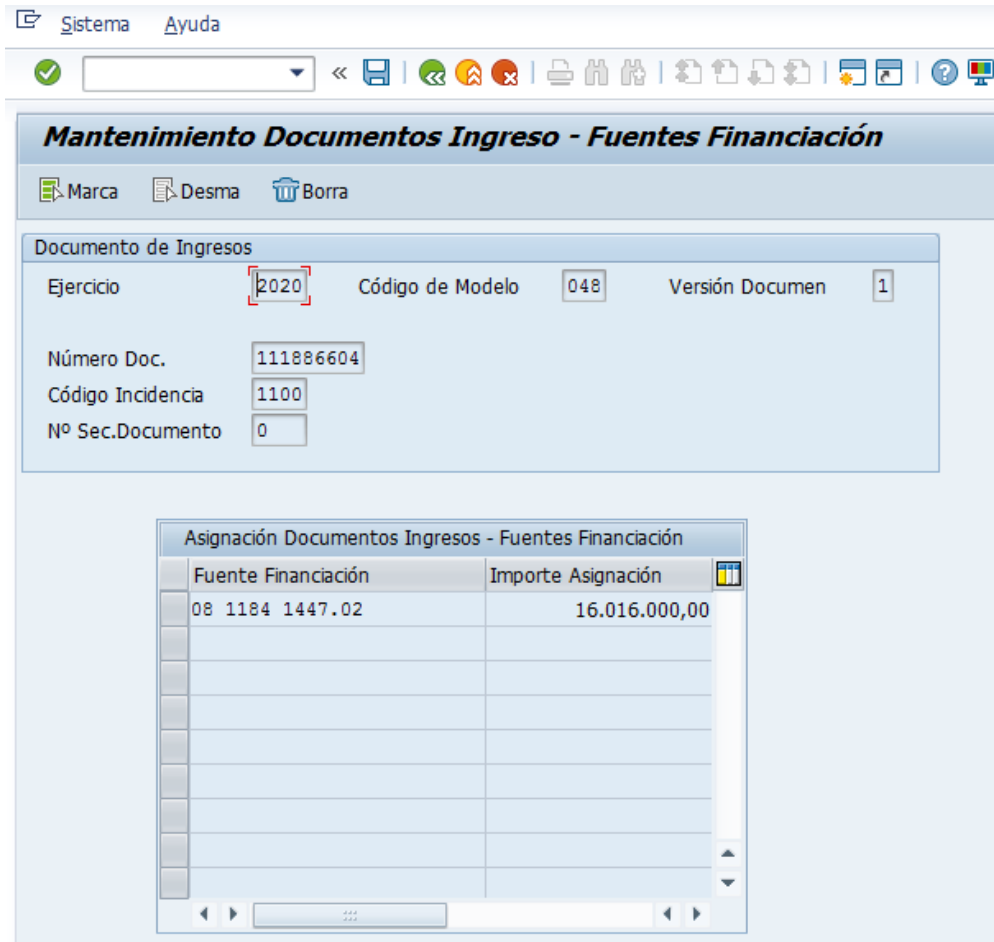 Sistema Ayuda
Mantenimiento Documentos Ingreso - Fuentes Financiación
Marca Desma Borra
Documento de Ingresos
Ejercicio 2020 Código de Modelo 048 Versión Documen 1
Número Doc. 111886604
Código Incidencia 1100
Nº Sec.Documento 0
Asignación Documentos Ingresos - Fuentes Financiación
Fuente Financiación Importe Asignación
08 1184 1447.02 16.016.000,00